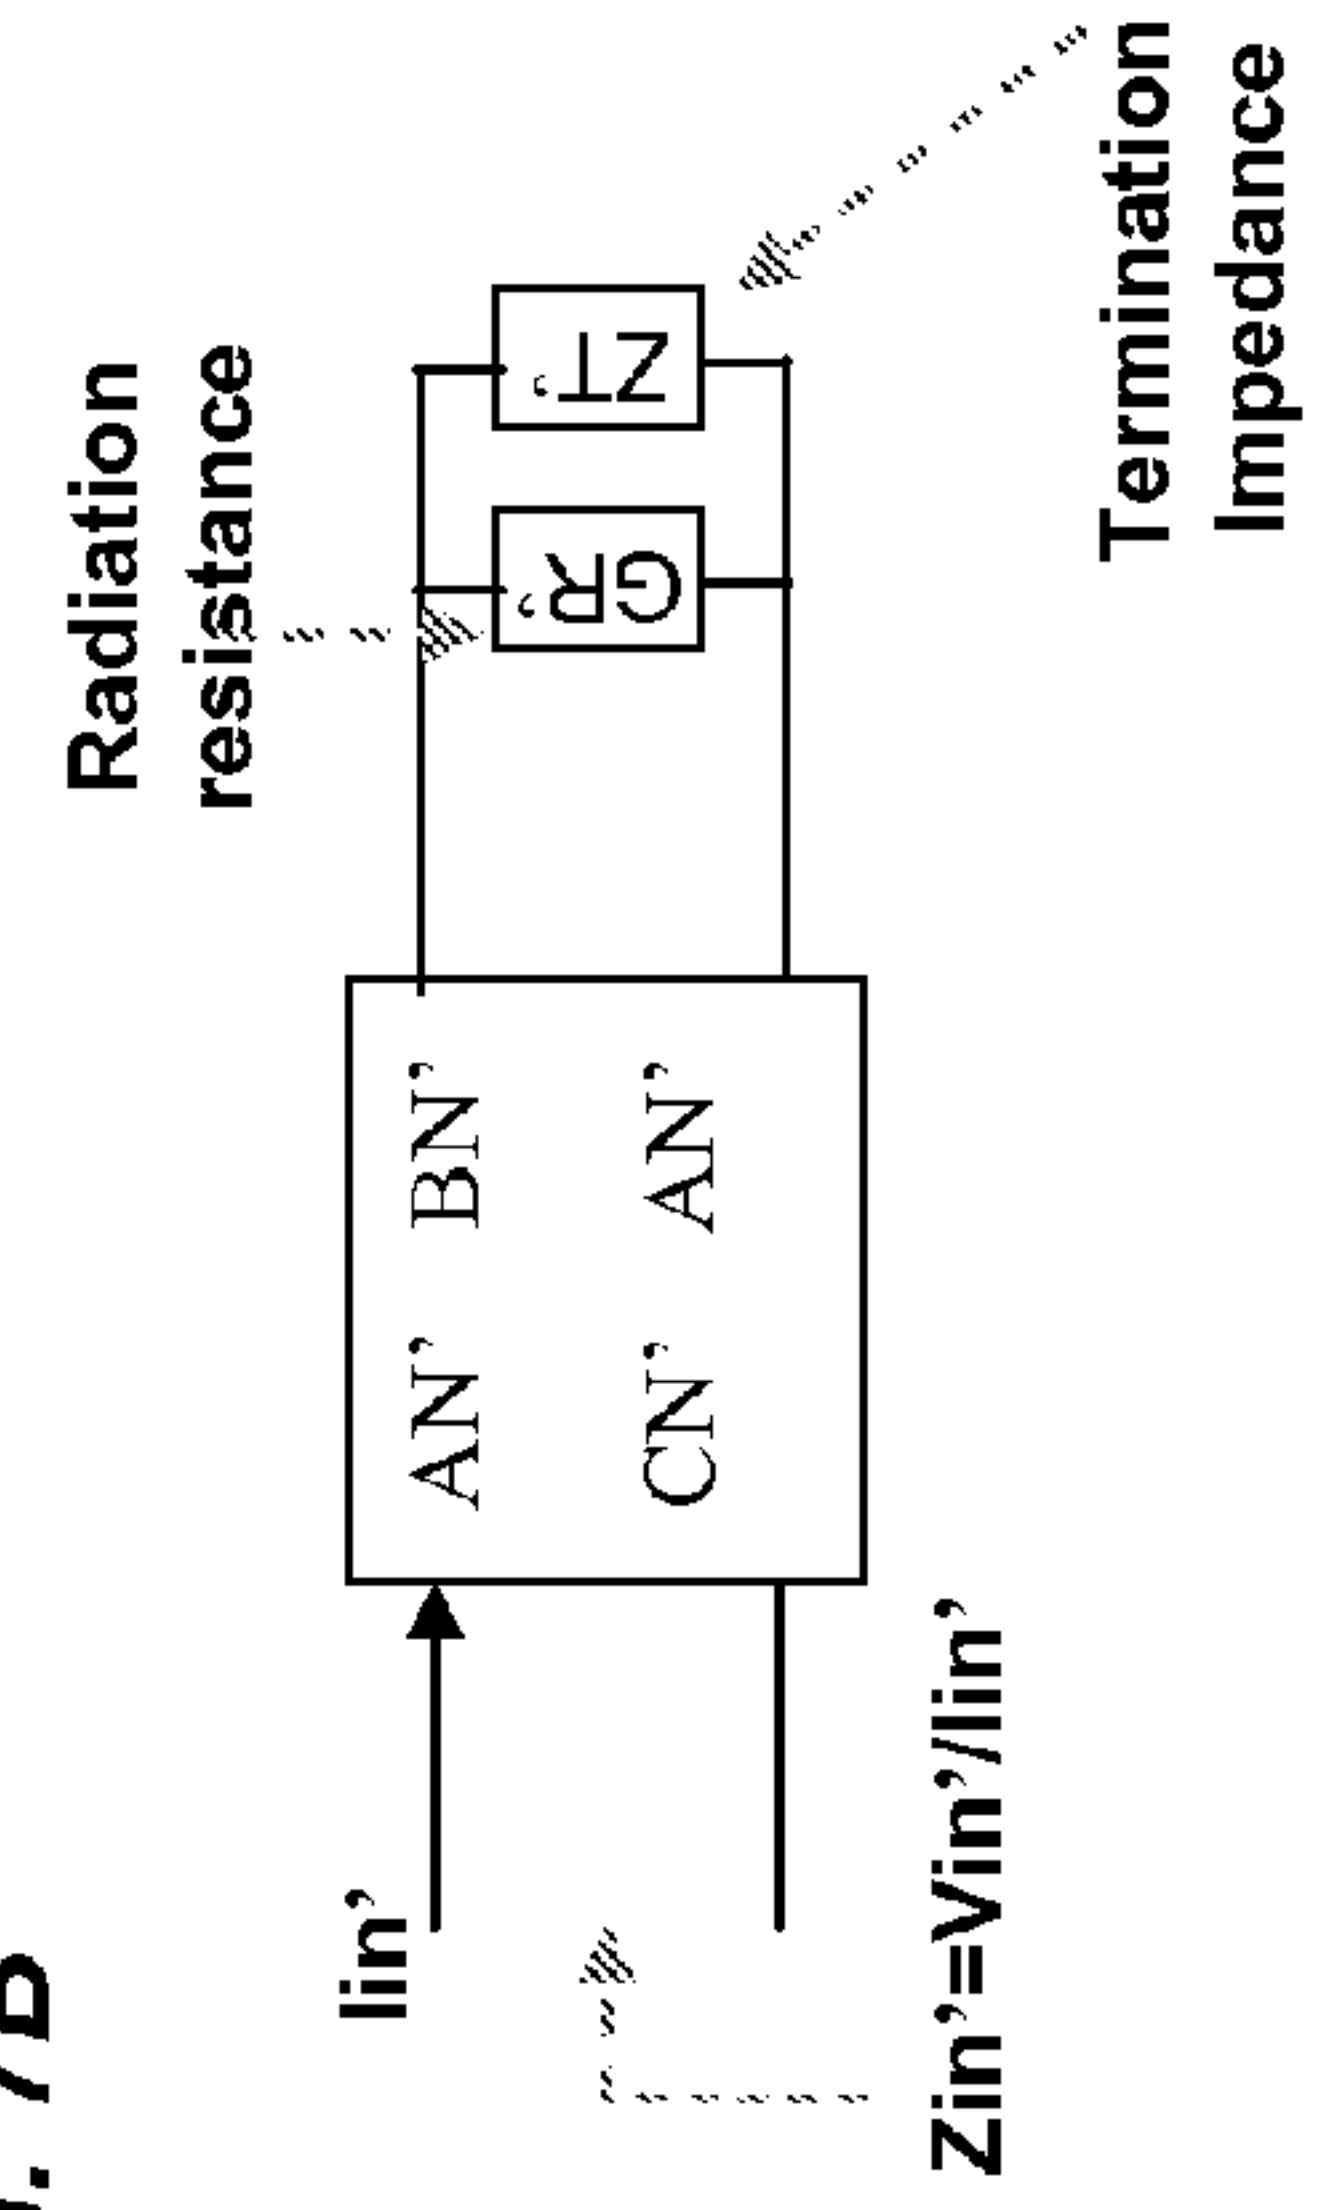 . 7B
Radiation
resistance
Iin’
AN’ BN’
CN’ AN’
GR’
ZT’
Zin’=Vin’/Iin’
Termination
Impedance